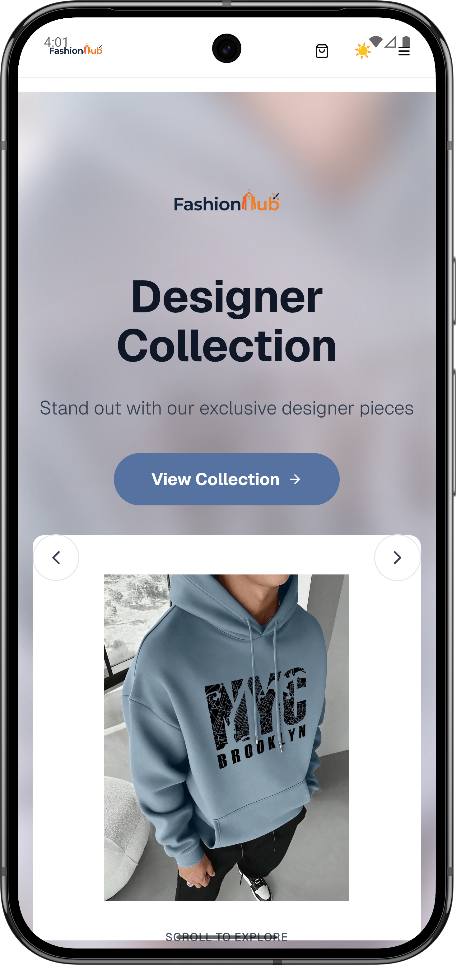 4:01
FashionHub
FashionHub
Designer
Collection
Stand out with our exclusive designer pieces
View Collection →
NYC
BROOKLYN
SCROLL TO EXPLORE